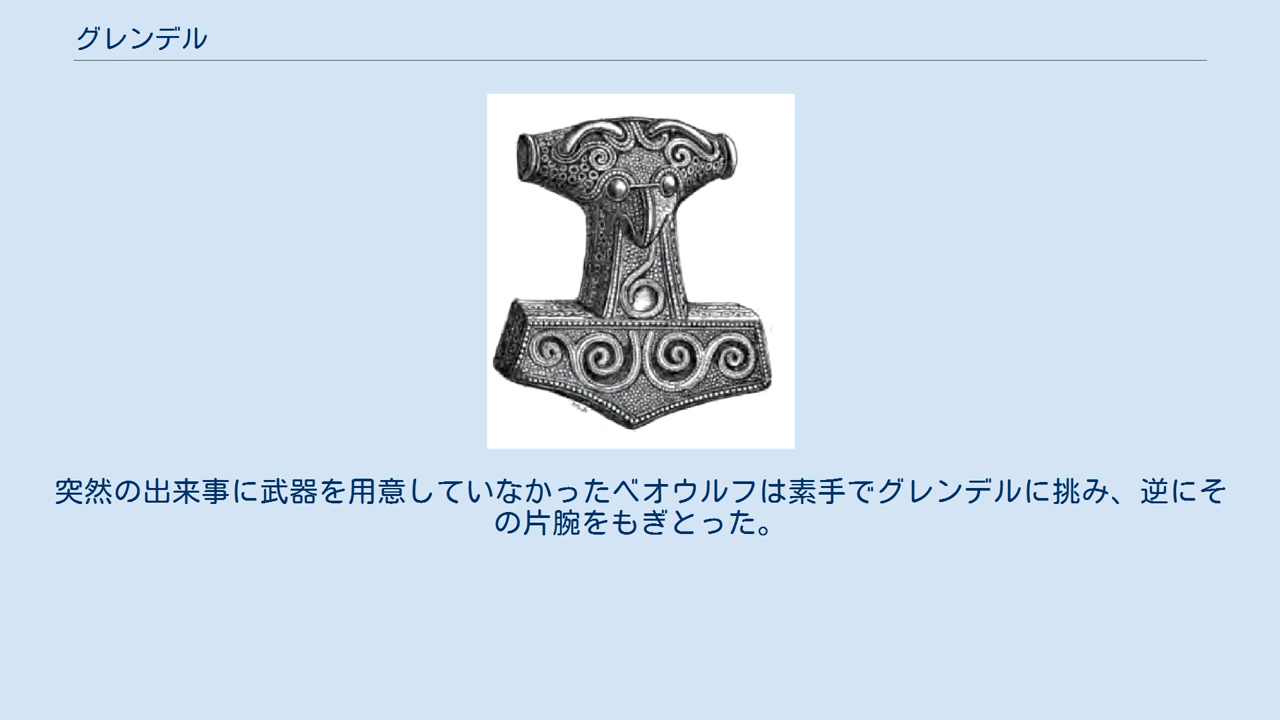 グレンデル
突然の出来事に武器を用意していなかったベオウルフは素手でグレンデルに挑み、逆にそ
の片腕をもぎとった。